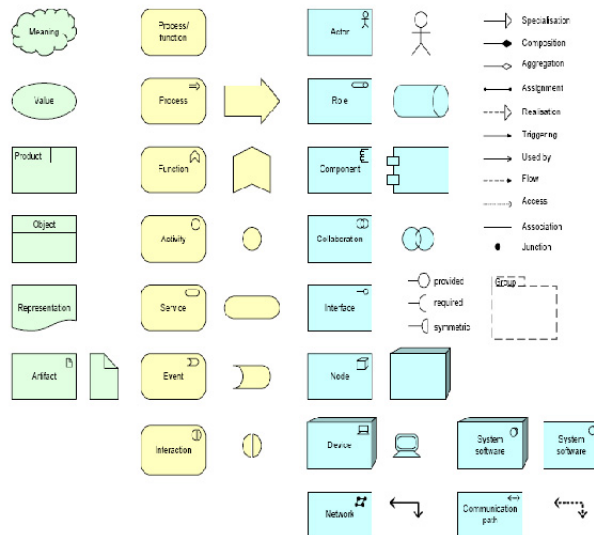 Meaning
Value
Product
Object
Representation
Artifact
Process/
function
Process
Function
Activity
Service
Event
Interaction
Actor
Role
Component
Collaboration
Interface
Node
Device
Network
provided
required
symmetric
System
software
System
software
Communication
path
Specialisation
Composition
Aggregation
Assignment
Realisation
Triggering
Used by
Flow
Access
Association
Junction
Group